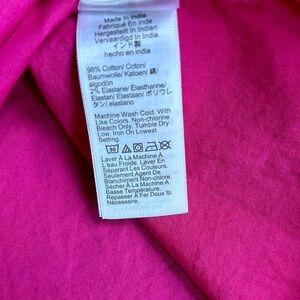 Made In India
Fabriqué En Inde
Hergestellt In Indien
Vervaardigd In India
インド製
hecho en india
98% Cotton/ Coton/
Baumwolle/ Katoen/ 綿/
algodón
2% Elastane/ Élasthanne/
Elastan/ Elastaan/ ポリウレ
タン/ elastano
Machine Wash Cold. With
Like Colors. Non-chlorine
Bleach Only. Tumble Dry
Low. Iron On Lowest
Setting.
Laver À La Machine À
L'eau Froide. Laver En
Séparant Les Couleurs.
Seulement Agent De
Blanchiment Non-chlore.
Sécher À La Machine À
Basse Température.
Repasser À Fer Doux Si
Nécessaire.